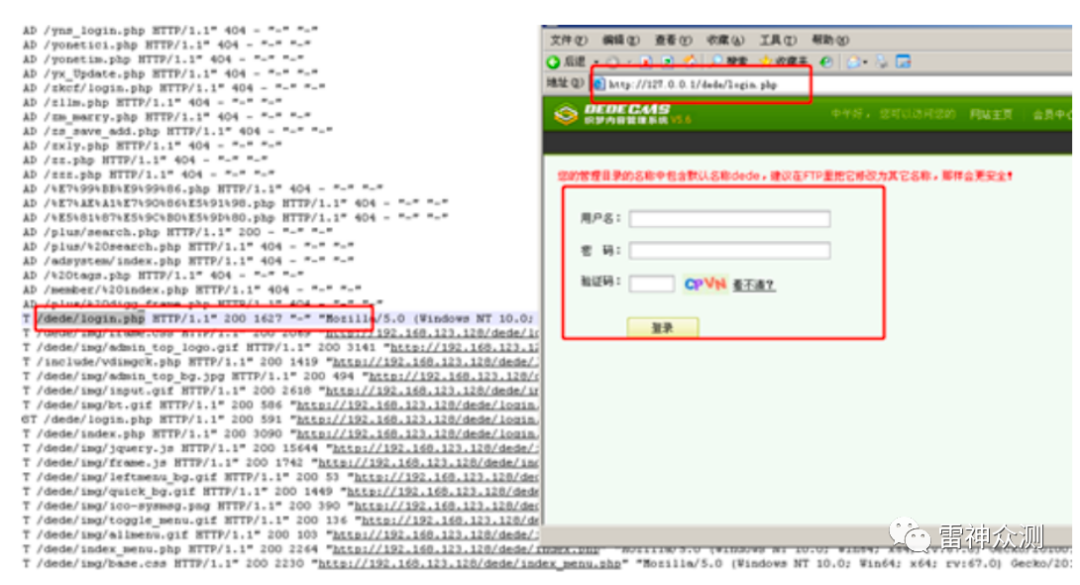 AD /yns_login.php HTTP/1.1" 404 - "-" "-"
AD /yonetici.php HTTP/1.1" 404 - "-" "-"
AD /yonetim.php HTTP/1.1" 404 - "-" "-"
AD /yx_Update.php HTTP/1.1" 404 - "-" "-"
AD /zkcf/login.php HTTP/1.1" 404 - "-" "-"
AD /zllm.php HTTP/1.1" 404 - "-" "-"
AD /zm_marry.php HTTP/1.1" 404 - "-" "-"
AD /zs_save_add.php HTTP/1.1" 404 - "-" "-"
AD /zxly.php HTTP/1.1" 404 - "-" "-"
AD /zz.php HTTP/1.1" 404 - "-" "-"
AD /zzz.php HTTP/1.1" 404 - "-" "-"
AD /%E7%99%BB%E9%99%86.php HTTP/1.1" 404 - "-" "-"
AD /%E7%AE%A1%E7%90%86%E5%91%98.php HTTP/1.1" 404 - "-" "-"
AD /%E5%81%87%E5%9C%B0%E5%9D%80.php HTTP/1.1" 404 - "-" "-"
AD /plus/search.php HTTP/1.1" 200 - "-" "-"
AD /plus/%20search.php HTTP/1.1" 404 - "-" "-"
AD /adsystem/index.php HTTP/1.1" 404 - "-" "-"
AD /%20tags.php HTTP/1.1" 404 - "-" "-"
AD /member/%20index.php HTTP/1.1" 404 - "-" "-"
AD /plus/%20digg_frame.php HTTP/1.1" 404 - "-" "-"
T /dede/login.php HTTP/1.1" 200 1627 "-" "Mozilla/5.0 (Windows NT 10.0;
T /dede/img/frame.css HTTP/1.1" 200 2089 "http://192.168.123.128/dede/lo
T /dede/img/admin_top_logo.gif HTTP/1.1" 200 3141 "http://192.168.123.12
T /include/vdimgck.php HTTP/1.1" 200 1419 "http://192.168.123.128/dede/
T /dede/img/admin_top_bg.jpg HTTP/1.1" 200 494 "http://192.168.123.128/
T /dede/img/input.gif HTTP/1.1" 200 2618 "http://192.168.123.128/dede/
T /dede/img/bt.gif HTTP/1.1" 200 586 "http://192.168.123.128/dede/login.
ST /dede/login.php HTTP/1.1" 200 591 "http://192.168.123.128/dede/login.
T /dede/index.php HTTP/1.1" 200 3090 "http://192.168.123.128/dede/login.
T /dede/img/jquery.js HTTP/1.1" 200 15644 "http://192.168.123.128/dede/
T /dede/img/frame.js HTTP/1.1" 200 1742 "http://192.168.123.128/dede/ind
T /dede/img/leftmenu_bg.gif HTTP/1.1" 200 53 "http://192.168.123.128/ded
T /dede/img/quick_bg.gif HTTP/1.1" 200 1449 "http://192.168.123.128/dede
T /dede/img/ico-sysmsg.png HTTP/1.1" 200 390 "http://192.168.123.128/ded
T /dede/img/toggle_menu.gif HTTP/1.1" 200 136 "http://192.168.123.128/de
T /dede/img/allmenu.gif HTTP/1.1" 200 103 "http://192.168.123.128/dede/
T /dede/index_menu.php HTTP/1.1" 200 2264 "http://192.168.123.128/dede/index.php" "Mozilla/5.0 (Windows NT 10.0; Win64; x64; rv:67.0) Gecko/20100
T /dede/img/base.css HTTP/1.1" 200 2230 "http://192.168.123.128/dede/index_menu.php" "Mozilla/5.0 (Windows NT 10.0; Win64; x64; rv:67.0) Gecko/201
文件(F) 编辑(E) 查看(V) 收藏(A) 工具(T) 帮助(H)
后退 搜索 收藏夹
地址(D) http://127.0.0.1/dede/login.php
DEDECMS
织梦内容管理系统 V5.6
中午好，您可以访问您的 网站主页 会员中心
您的管理目录的名称中包含默认名称dede，建议在FTP里把它修改为其它名称，那样会更安全！
用户名：
密 码：
验证码： CPVN 看不清？
登录
雷神众测